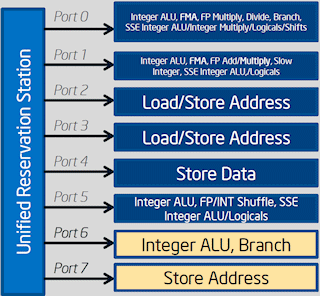 Unified Reservation Station
Port 0
Integer ALU, FMA, FP Multiply, Divide, Branch,
SSE Integer ALU/Integer Multiply/Logicals/Shifts
Port 1
Integer ALU, FMA, FP Add/Multiply, Slow
Integer, SSE Integer ALU/Logicals
Port 2
Load/Store Address
Port 3
Load/Store Address
Port 4
Store Data
Port 5
Integer ALU, FP/INT Shuffle, SSE
Integer ALU/Logicals
Port 6
Integer ALU, Branch
Port 7
Store Address